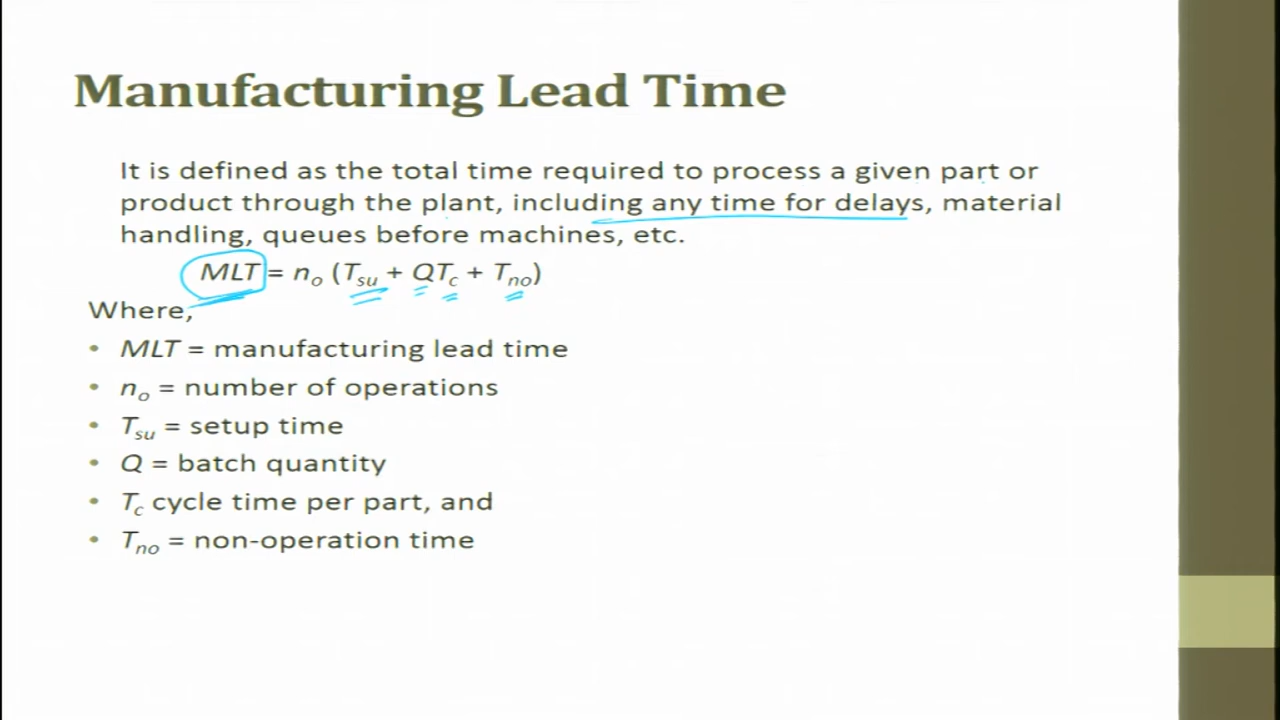 Manufacturing Lead Time
It is defined as the total time required to process a given part or
product through the plant, including any time for delays, material
handling, queues before machines, etc.
MLT = nₒ (Tsu + QTc + Tno)
Where,
• MLT = manufacturing lead time
• nₒ = number of operations
• Tsu = setup time
• Q = batch quantity
• Tc cycle time per part, and
• Tno = non-operation time